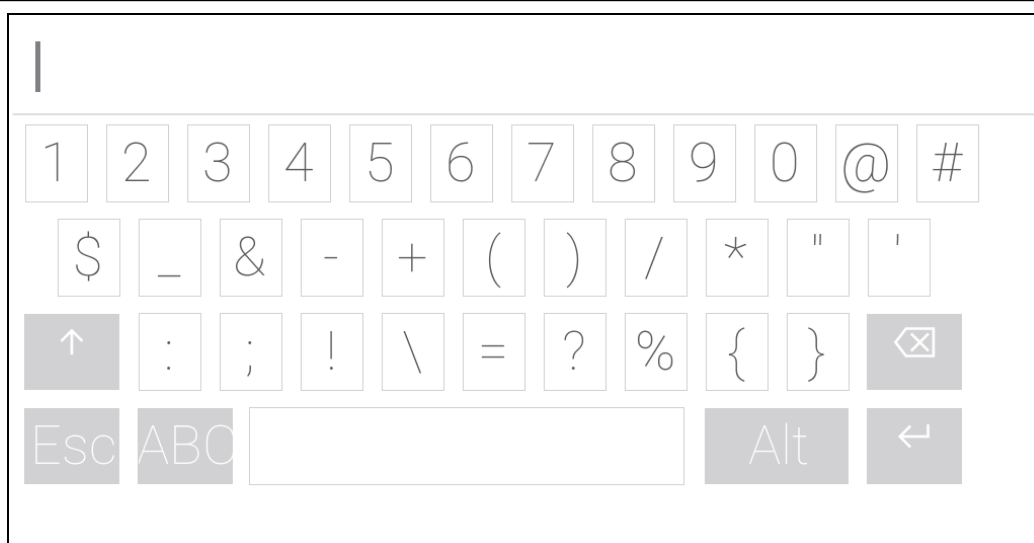 1 2 3 4 5 6 7 8 9 0 @ #
$ _ & - + ( ) / * " '
↑ : ; ! \ = ? % { } ⌫
Esc ABC Alt ↵